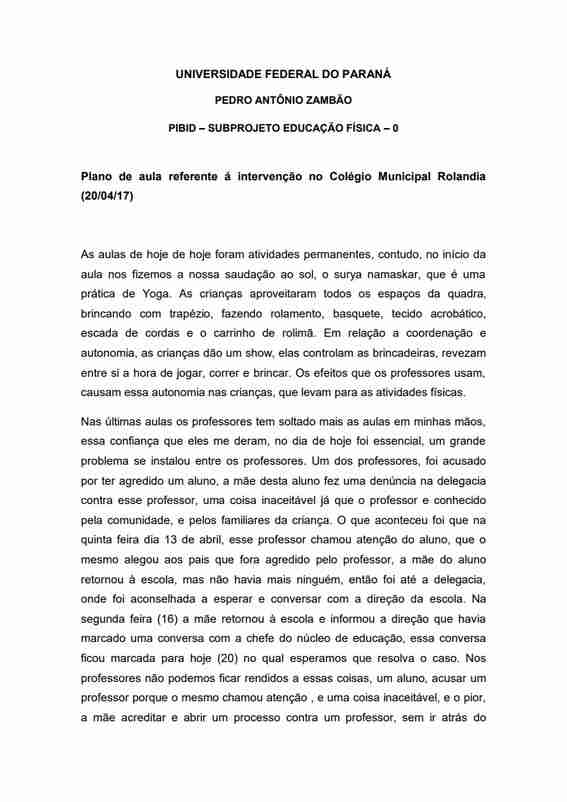 UNIVERSIDADE FEDERAL DO PARANÁ
PEDRO ANTÔNIO ZAMBÃO
PIBID – SUBPROJETO EDUCAÇÃO FÍSICA – 0
Plano de aula referente á intervenção no Colégio Municipal Rolandia
(20/04/17)
As aulas de hoje de hoje foram atividades permanentes, contudo, no início da
aula nos fizemos a nossa saudação ao sol, o surya namaskar, que é uma
prática de Yoga. As crianças aproveitaram todos os espaços da quadra,
brincando com trapézio, fazendo rolamento, basquete, tecido acrobático,
escada de cordas e o carrinho de rolimã. Em relação a coordenação e
autonomia, as crianças dão um show, elas controlam as brincadeiras, revezam
entre si a hora de jogar, correr e brincar. Os efeitos que os professores usam,
causam essa autonomia nas crianças, que levam para as atividades físicas.
Nas últimas aulas os professores tem soltado mais as aulas em minhas mãos,
essa confiança que eles me deram, no dia de hoje foi essencial, um grande
problema se instalou entre os professores. Um dos professores, foi acusado
por ter agredido um aluno, a mãe desta aluno fez uma denúncia na delegacia
contra esse professor, uma coisa inaceitável já que o professor e conhecido
pela comunidade, e pelos familiares da criança. O que aconteceu foi que na
quinta feira dia 13 de abril, esse professor chamou atenção do aluno, que o
mesmo alegou aos pais que fora agredido pelo professor, a mãe do aluno
retornou à escola, mas não havia mais ninguém, então foi até a delegacia,
onde foi aconselhada a esperar e conversar com a direção da escola. Na
segunda feira (16) a mãe retornou à escola e informou a direção que havia
marcado uma conversa com a chefe do núcleo de educação, essa conversa
ficou marcada para hoje (20) no qual esperamos que resolva o caso. Nos
professores não podemos ficar rendidos a essas coisas, um aluno, acusar um
professor porque o mesmo chamou atenção , e uma coisa inaceitável, e o pior,
a mãe acreditar e abrir um processo contra um professor, sem ir atrás do